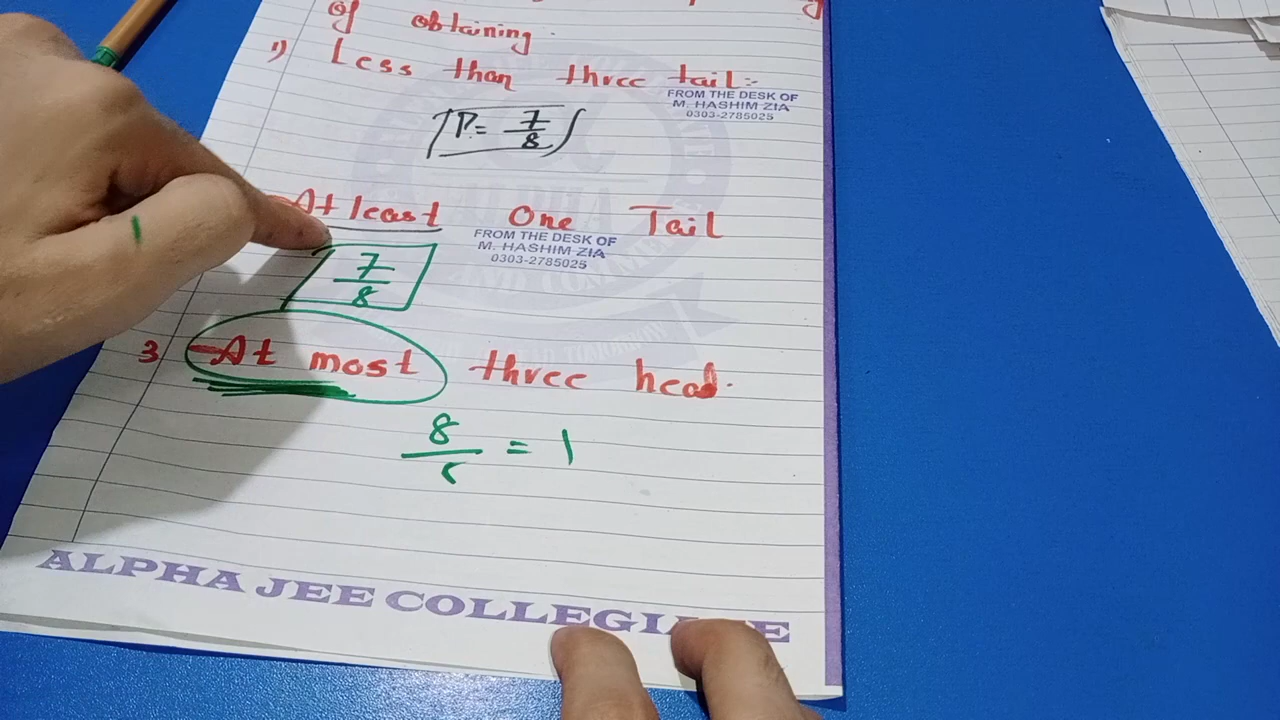 of obtaining
1) Less than three tail:-
FROM THE DESK OF
M. HASHIM ZIA
0303-2785025
P = 7/8
At least One Tail
FROM THE DESK OF
M. HASHIM ZIA
0303-2785025
7/8
3 At most three head.
8/8 = 1
ALPHA JEE COLLEGIATE